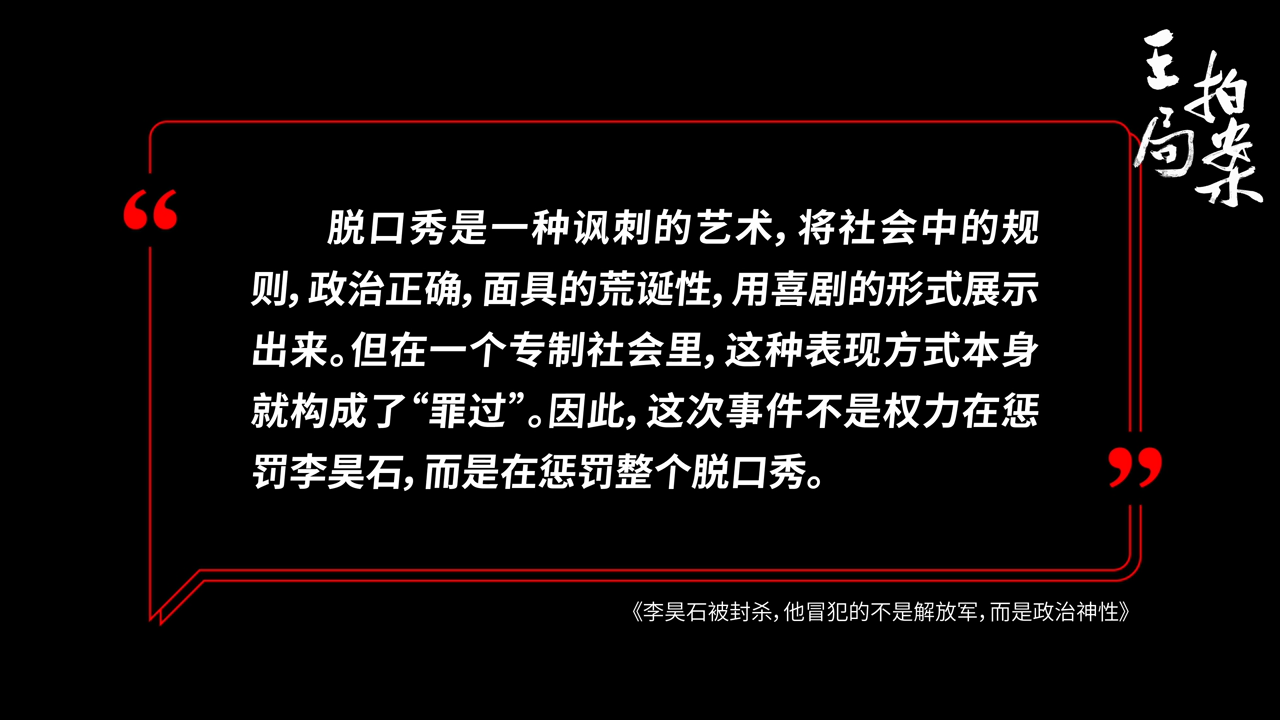 王局
拍案
脱口秀是一种讽刺的艺术，将社会中的规
则，政治正确，面具的荒诞性，用喜剧的形式展示
出来。但在一个专制社会里，这种表现方式本身
就构成了“罪过”。因此，这次事件不是权力在惩
罚李昊石，而是在惩罚整个脱口秀。
《李昊石被封杀，他冒犯的不是解放军，而是政治神性》